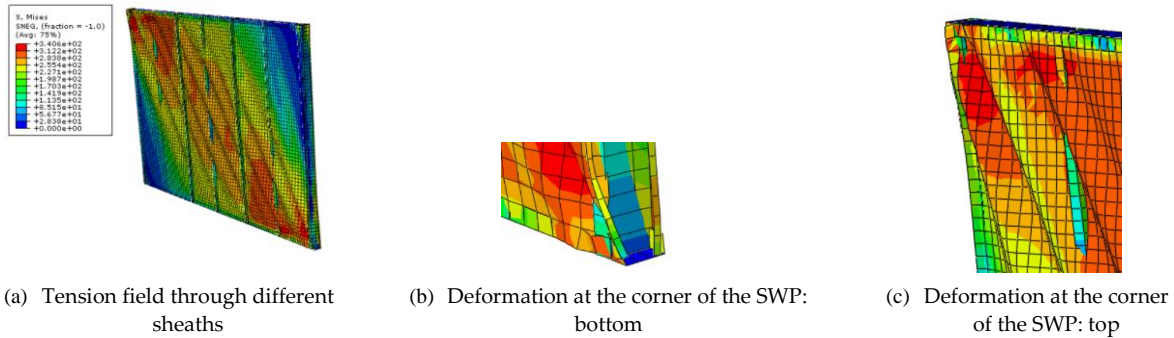 S, Mises
SNEG, (fraction = -1.0)
(Avg: 75%)
+3.406e+02
+3.122e+02
+2.838e+02
+2.554e+02
+2.271e+02
+1.987e+02
+1.703e+02
+1.419e+02
+1.135e+02
+8.515e+01
+5.677e+01
+2.838e+01
+0.000e+00
(a) Tension field through different
sheaths
(b) Deformation at the corner of the SWP:
bottom
(c) Deformation at the corner
of the SWP: top